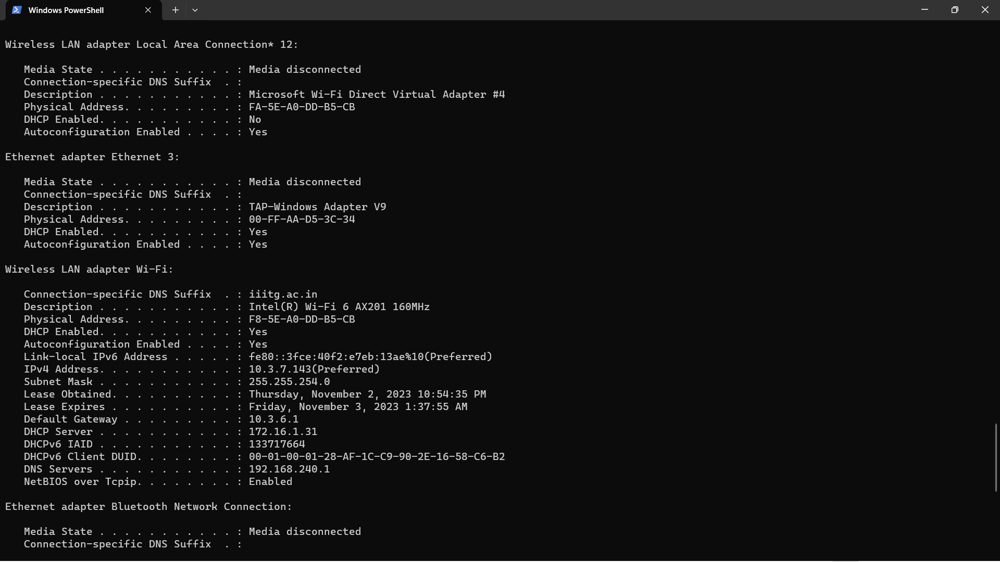 Windows PowerShell
Wireless LAN adapter Local Area Connection* 12:
Media State . . . . . . . . . . . : Media disconnected
Connection-specific DNS Suffix  . :
Description . . . . . . . . . . . : Microsoft Wi-Fi Direct Virtual Adapter #4
Physical Address. . . . . . . . . : FA-5E-A0-DD-B5-CB
DHCP Enabled. . . . . . . . . . . : No
Autoconfiguration Enabled . . . . : Yes
Ethernet adapter Ethernet 3:
Media State . . . . . . . . . . . : Media disconnected
Connection-specific DNS Suffix  . :
Description . . . . . . . . . . . : TAP-Windows Adapter V9
Physical Address. . . . . . . . . : 00-FF-AA-D5-3C-34
DHCP Enabled. . . . . . . . . . . : Yes
Autoconfiguration Enabled . . . . : Yes
Wireless LAN adapter Wi-Fi:
Connection-specific DNS Suffix  . : iiitg.ac.in
Description . . . . . . . . . . . : Intel(R) Wi-Fi 6 AX201 160MHz
Physical Address. . . . . . . . . : F8-5E-A0-DD-B5-CB
DHCP Enabled. . . . . . . . . . . : Yes
Autoconfiguration Enabled . . . . : Yes
Link-local IPv6 Address . . . . . : fe80::3fce:40f2:e7eb:13ae%10(Preferred)
IPv4 Address. . . . . . . . . . . : 10.3.7.143(Preferred)
Subnet Mask . . . . . . . . . . . : 255.255.254.0
Lease Obtained. . . . . . . . . . : Thursday, November 2, 2023 10:54:35 PM
Lease Expires . . . . . . . . . . : Friday, November 3, 2023 1:37:55 AM
Default Gateway . . . . . . . . . : 10.3.6.1
DHCP Server . . . . . . . . . . . : 172.16.1.31
DHCPv6 IAID . . . . . . . . . . . : 133717664
DHCPv6 Client DUID. . . . . . . . : 00-01-00-01-28-AF-1C-C9-90-2E-16-58-C6-B2
DNS Servers . . . . . . . . . . . : 192.168.240.1
NetBIOS over Tcpip. . . . . . . . : Enabled
Ethernet adapter Bluetooth Network Connection:
Media State . . . . . . . . . . . : Media disconnected
Connection-specific DNS Suffix  . :